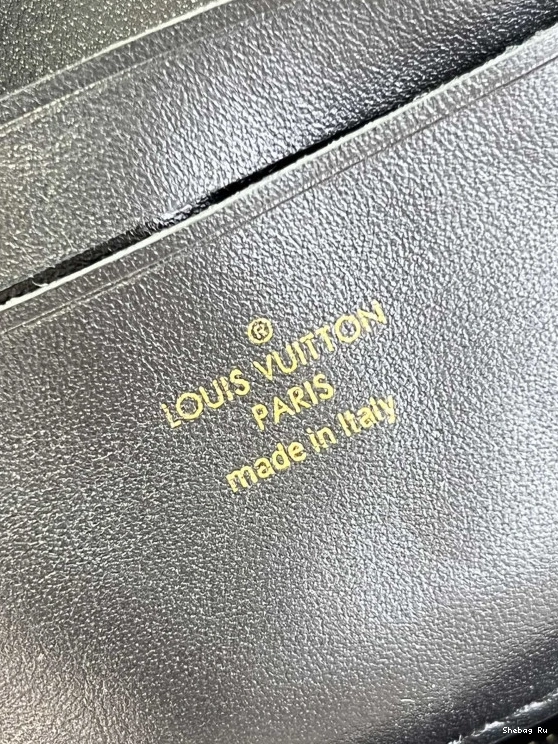 ®
LOUIS VUITTON
PARIS
made in Italy
Shebag Ru